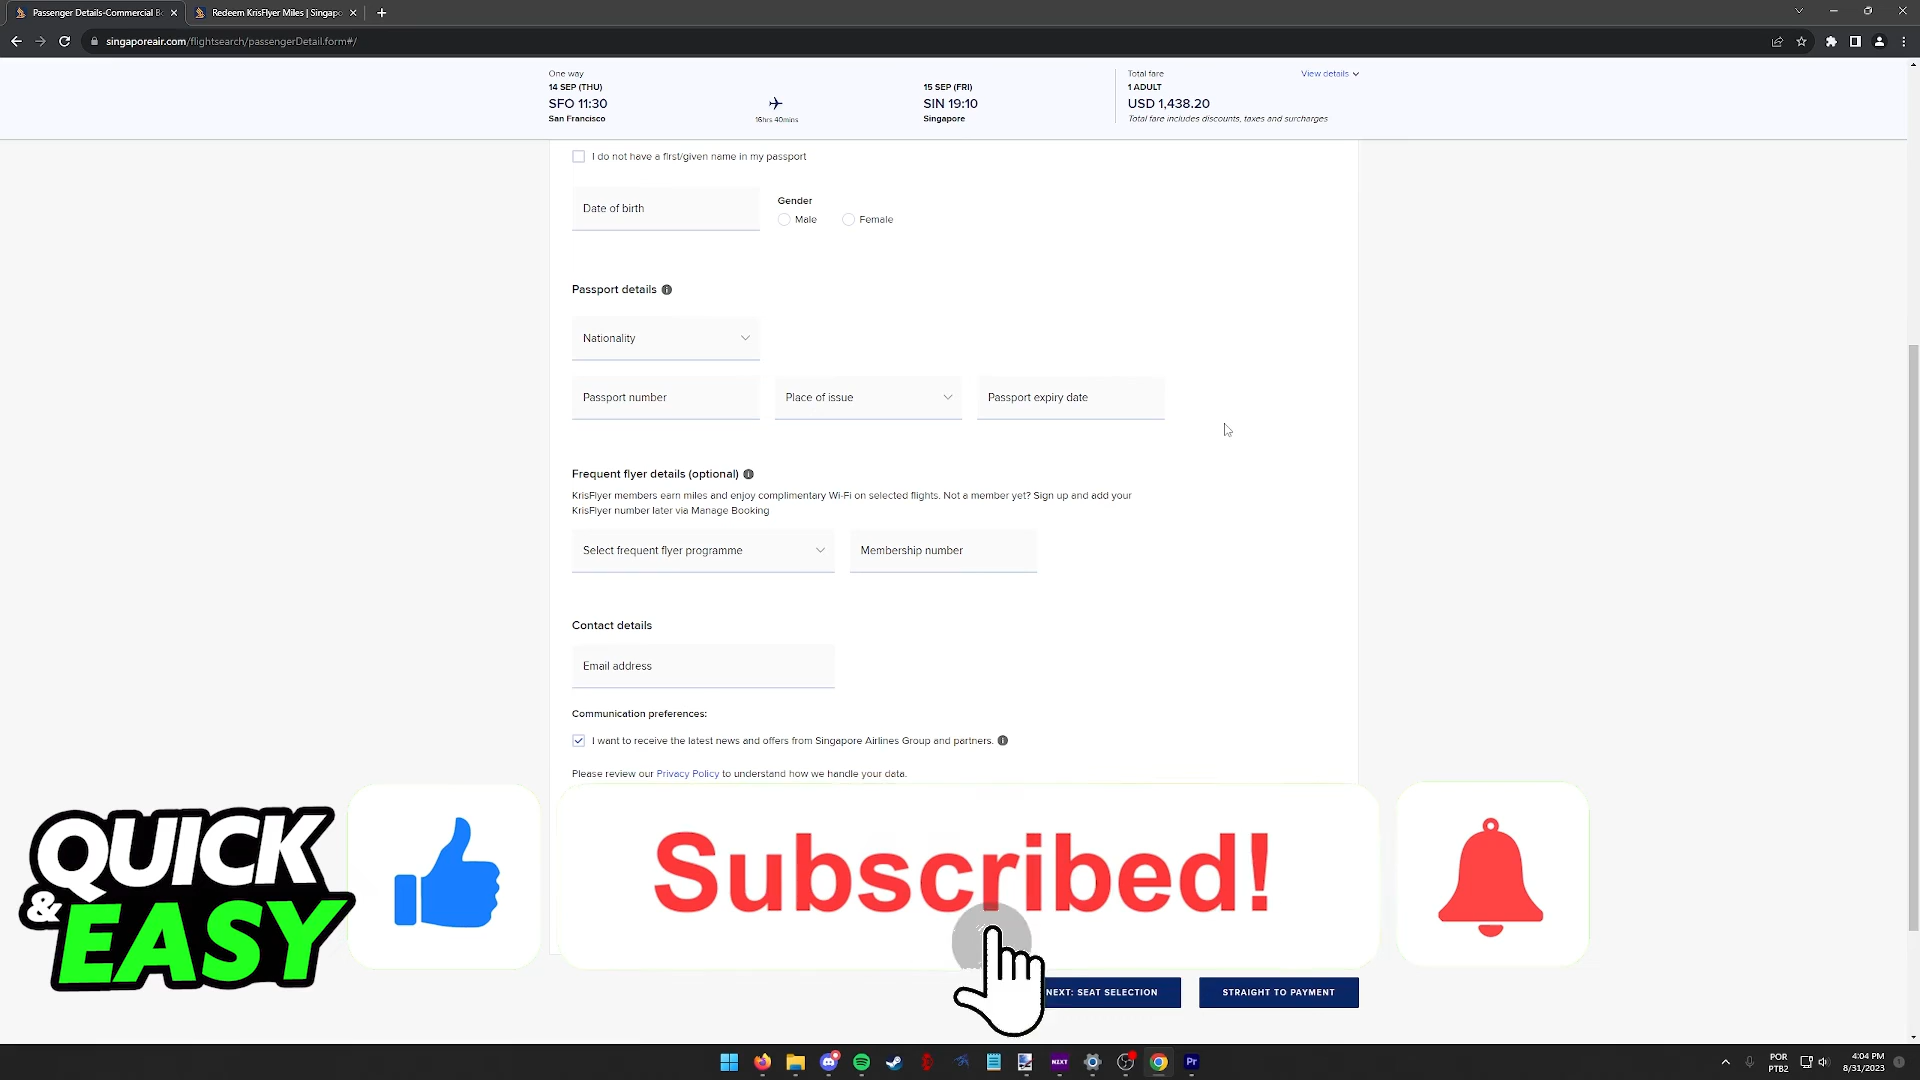 Passenger Details-Commercial B
Redeem KrisFlyer Miles | Singapo
singaporeair.com/flightsearch/passengerDetail.form#/
One way
14 SEP (THU)
SFO 11:30
San Francisco
16hrs 40mins
15 SEP (FRI)
SIN 19:10
Singapore
Total fare
View details
1 ADULT
USD 1,438.20
Total fare includes discounts, taxes and surcharges
I do not have a first/given name in my passport
Date of birth
Gender
Male
Female
Passport details
Nationality
Passport number
Place of issue
Passport expiry date
Frequent flyer details (optional)
KrisFlyer members earn miles and enjoy complimentary Wi-Fi on selected flights. Not a member yet? Sign up and add your
KrisFlyer number later via Manage Booking
Select frequent flyer programme
Membership number
Contact details
Email address
Communication preferences:
I want to receive the latest news and offers from Singapore Airlines Group and partners.
Please review our Privacy Policy to understand how we handle your data.
QUICK
& EASY
Subscribed!
NEXT: SEAT SELECTION
STRAIGHT TO PAYMENT
NEXT
Pr
POR
PTB2
4:04 PM
8/31/2023